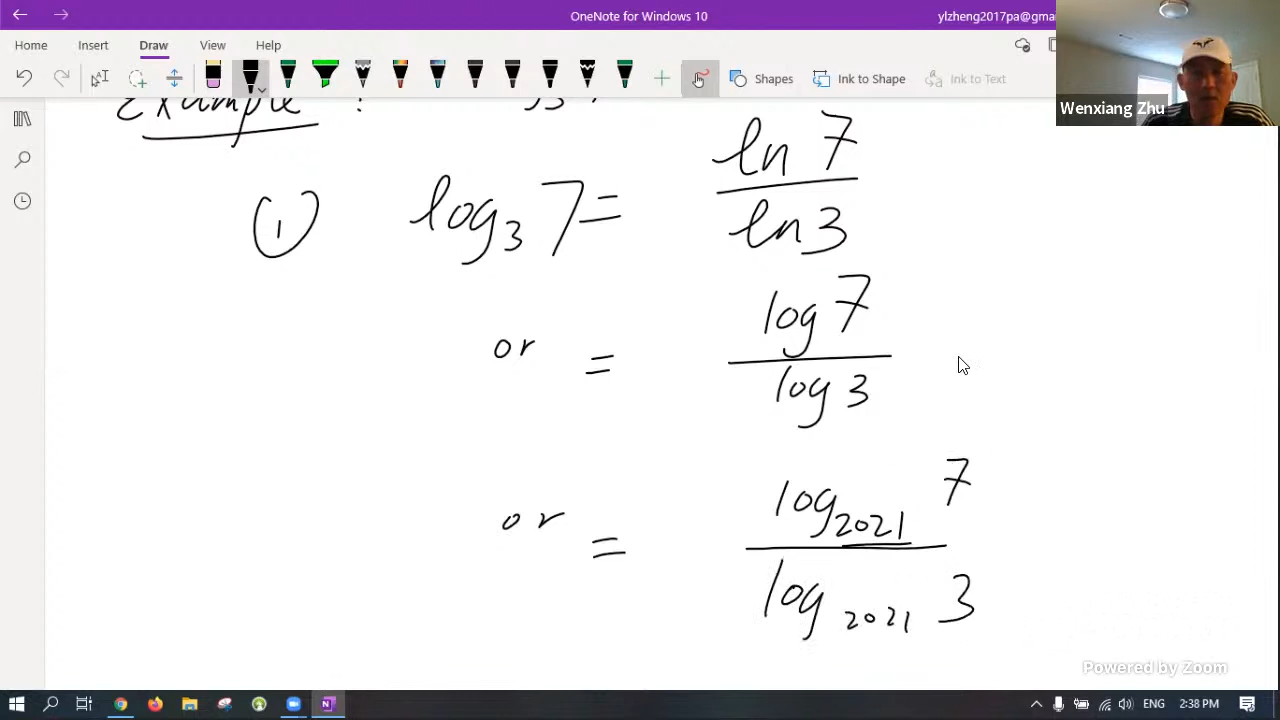 OneNote for Windows 10
ylzheng2017pa@gma
Home Insert Draw View Help
Shapes Ink to Shape Ink to Text
Wenxiang Zhu
Example :
① log₃ 7 = ln 7 / ln 3
or = log 7 / log 3
or = log₂₀₂₁ 7 / log₂₀₂₁ 3
Powered by Zoom
ENG 2:38 PM